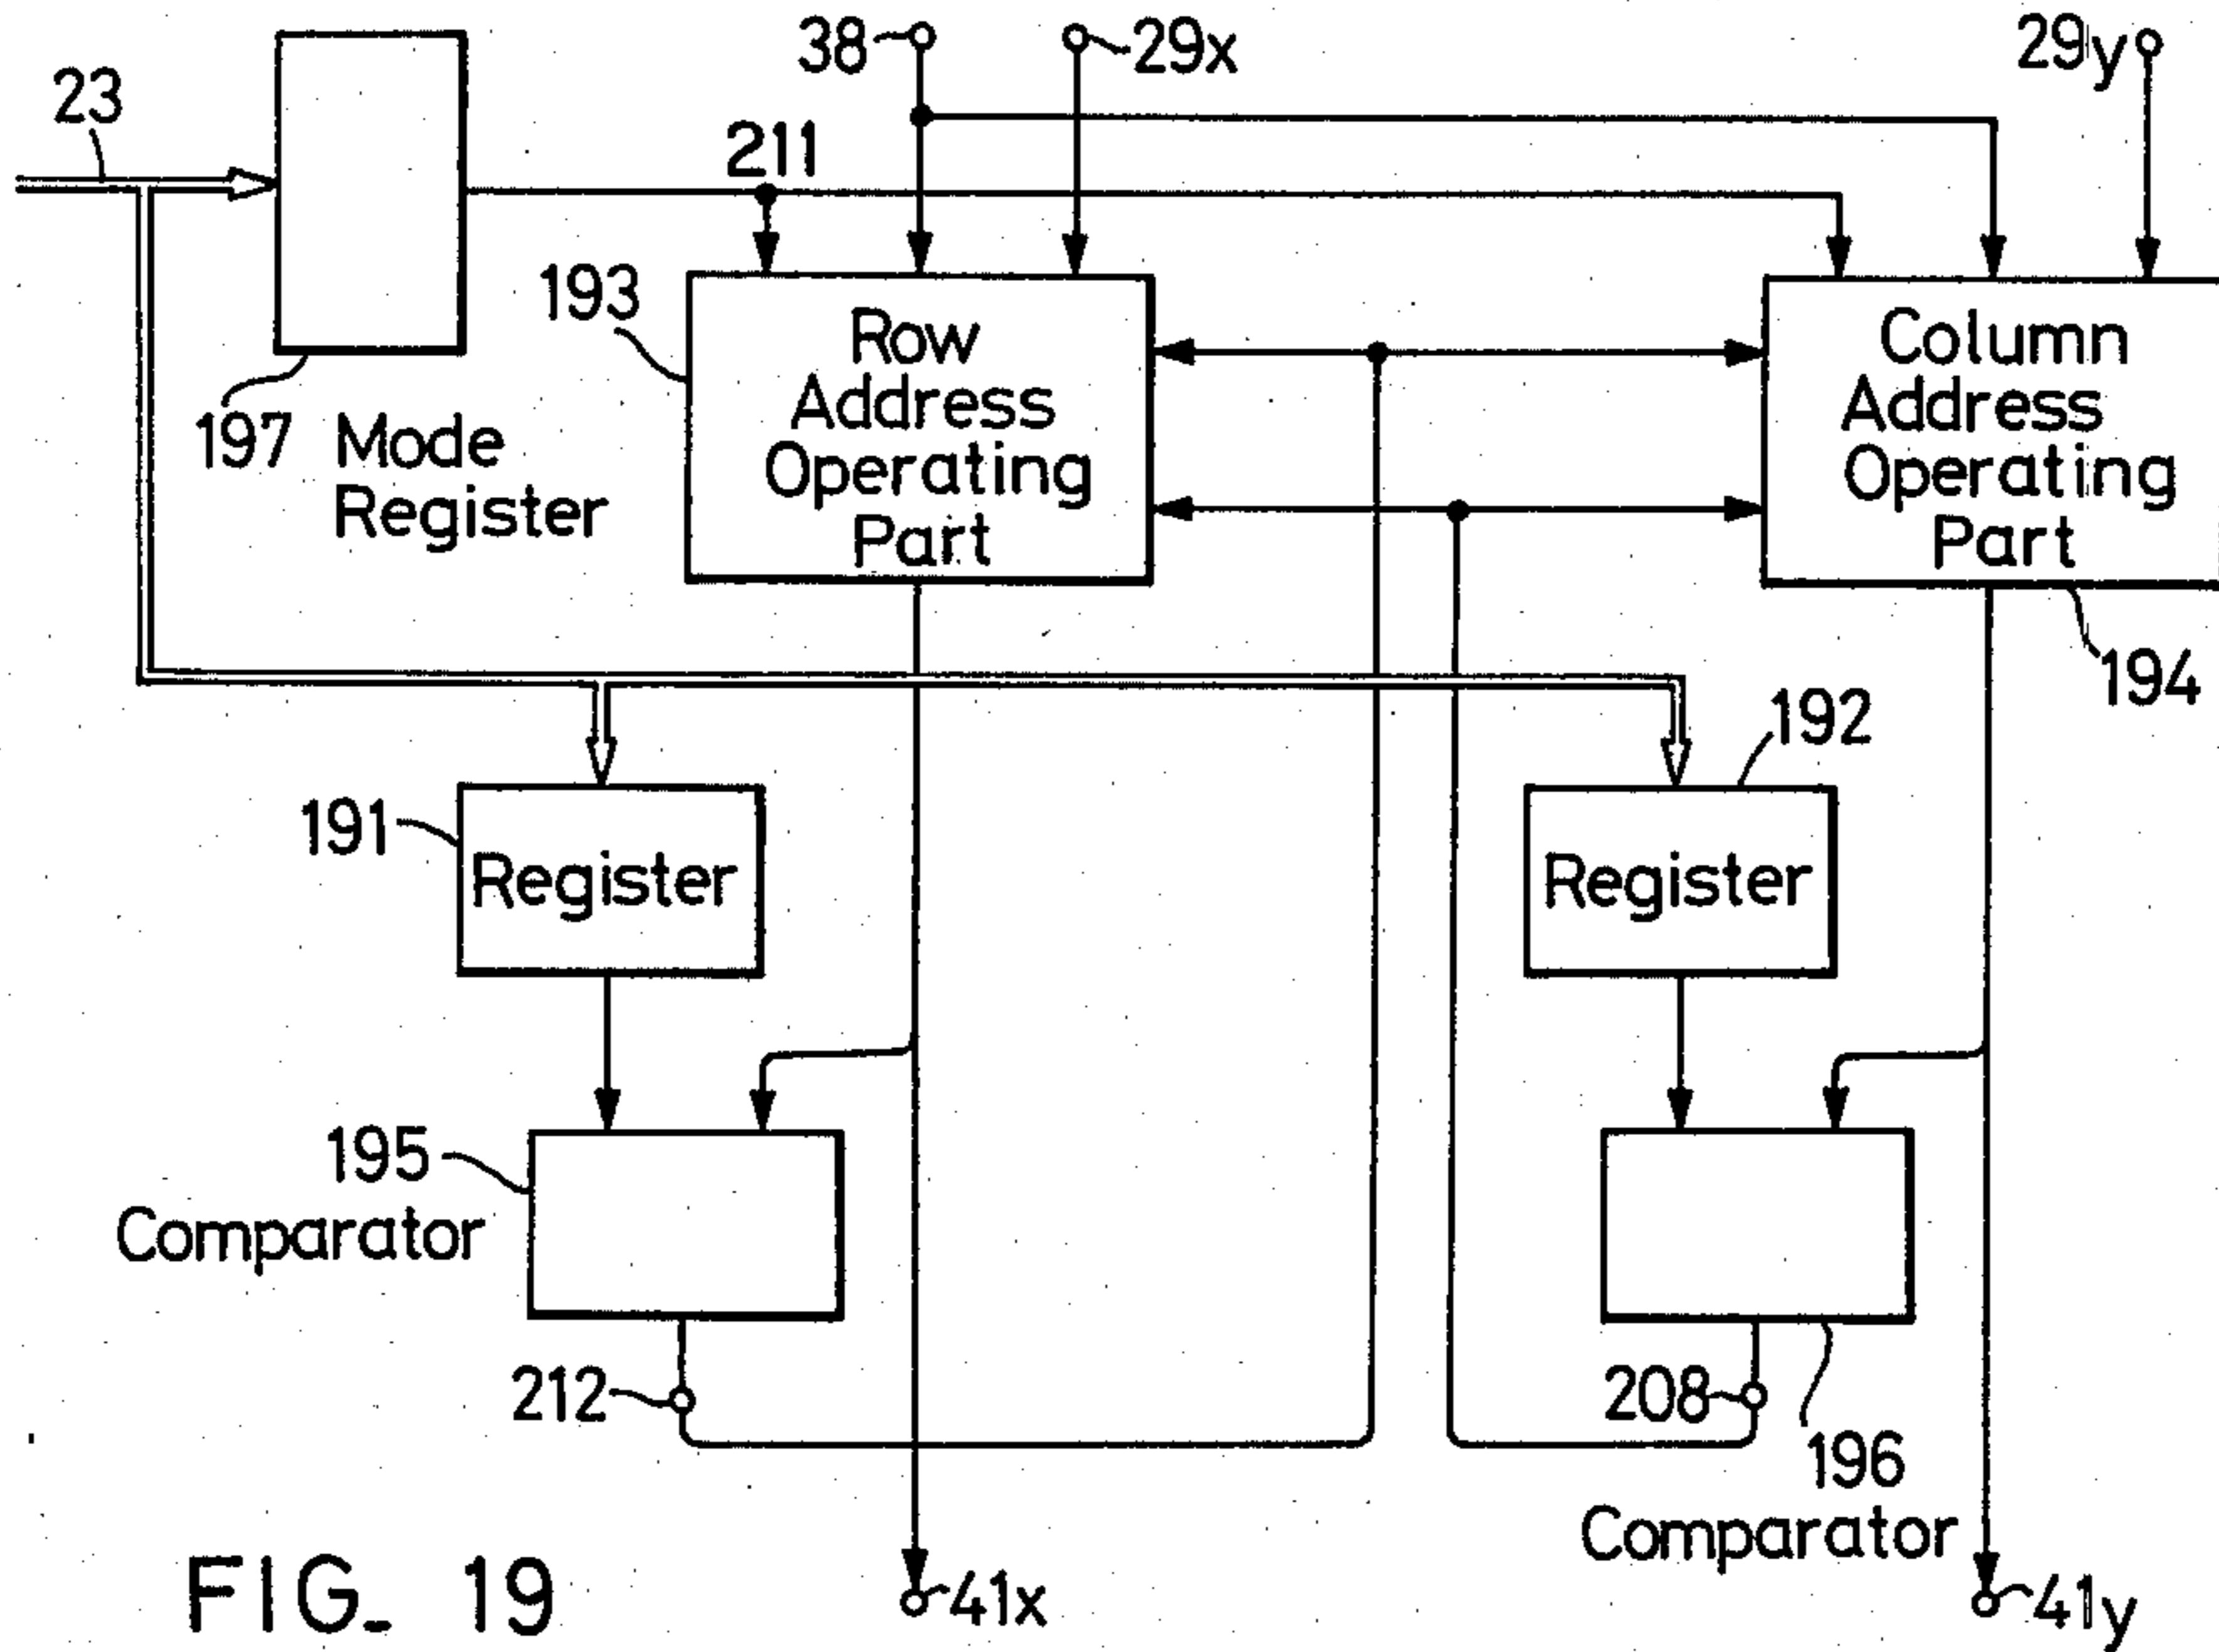 38
29x
29y
23
211
193
Row
Address
Operating
Part
Column
Address
Operating
Part
197 Mode
Register
194
192
191
Register
Register
195
Comparator
212
208
196
Comparator
41x
41y
FIG. 19